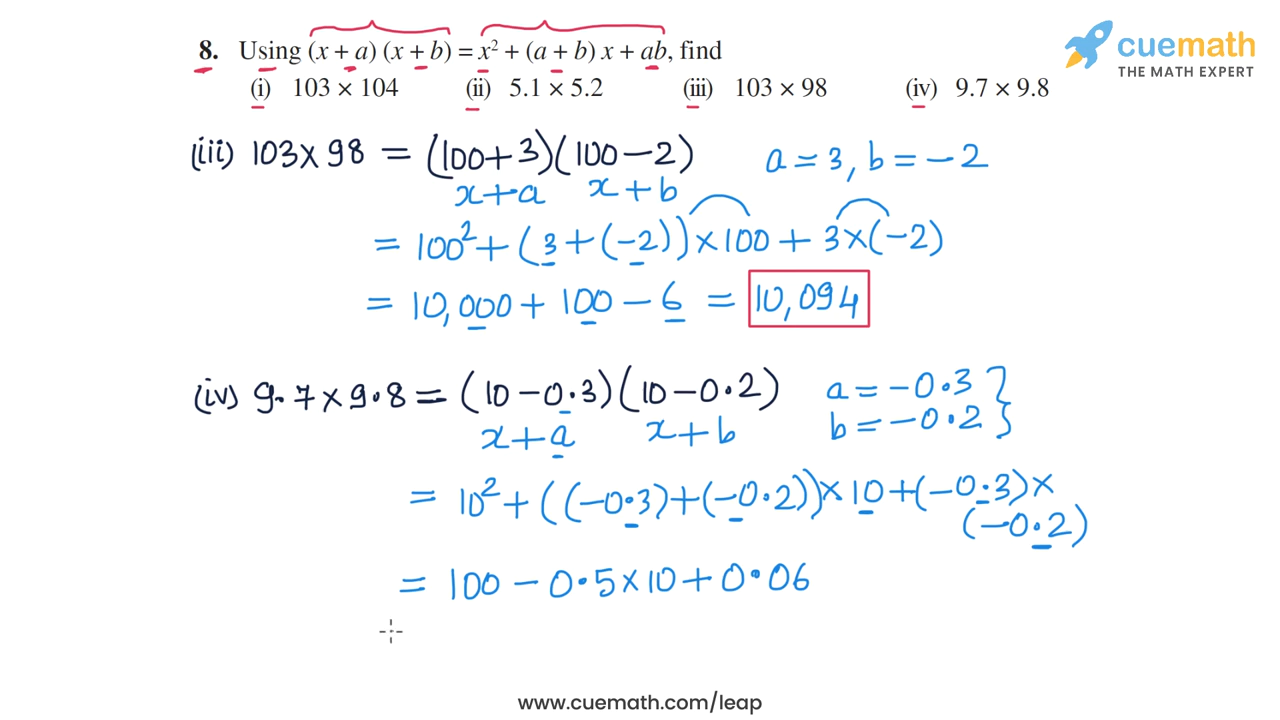 8. Using (x + a) (x + b) = x² + (a + b) x + ab, find
(i) 103 × 104 (ii) 5.1 × 5.2 (iii) 103 × 98 (iv) 9.7 × 9.8
cuemath
THE MATH EXPERT
(iii) 103 × 98 = (100 + 3)(100 − 2) a = 3, b = −2
x + a x + b
= 100² + (3 + (−2)) × 100 + 3 × (−2)
= 10,000 + 100 − 6 = 10,094
(iv) 9.7 × 9.8 = (10 − 0.3)(10 − 0.2) a = −0.3 }
x + a x + b b = −0.2
= 10² + ((−0.3) + (−0.2)) × 10 + (−0.3) ×
(−0.2)
= 100 − 0.5 × 10 + 0.06
www.cuemath.com/leap